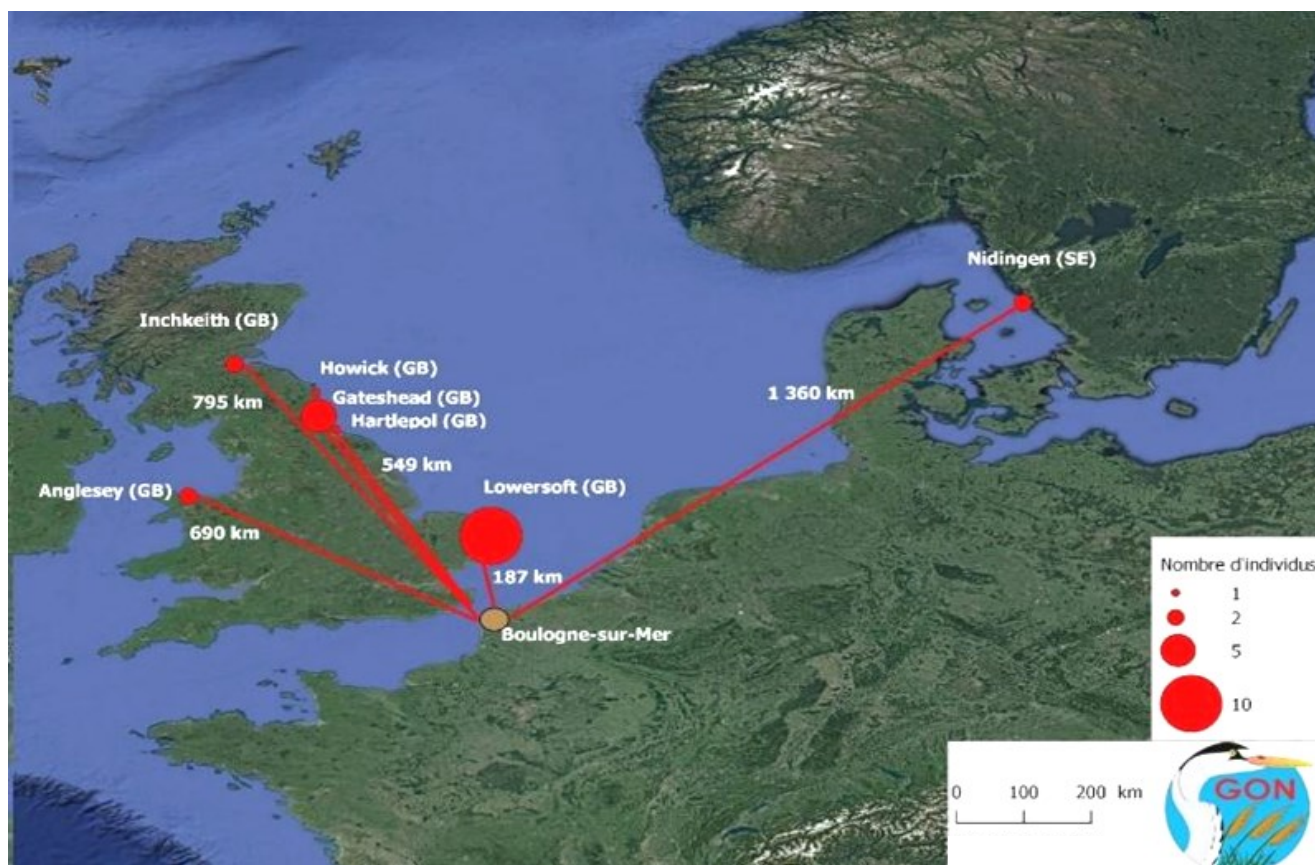 Nidingen (SE)
Inchkeith (GB)
Howick (GB)
Gateshead (GB)
Hartlepol (GB)
795 km
1 360 km
549 km
Anglesey (GB)
Lowersoft (GB)
690 km
187 km
Boulogne-sur-Mer
Nombre d'individus
1
2
5
10
0 100 200 km
GON